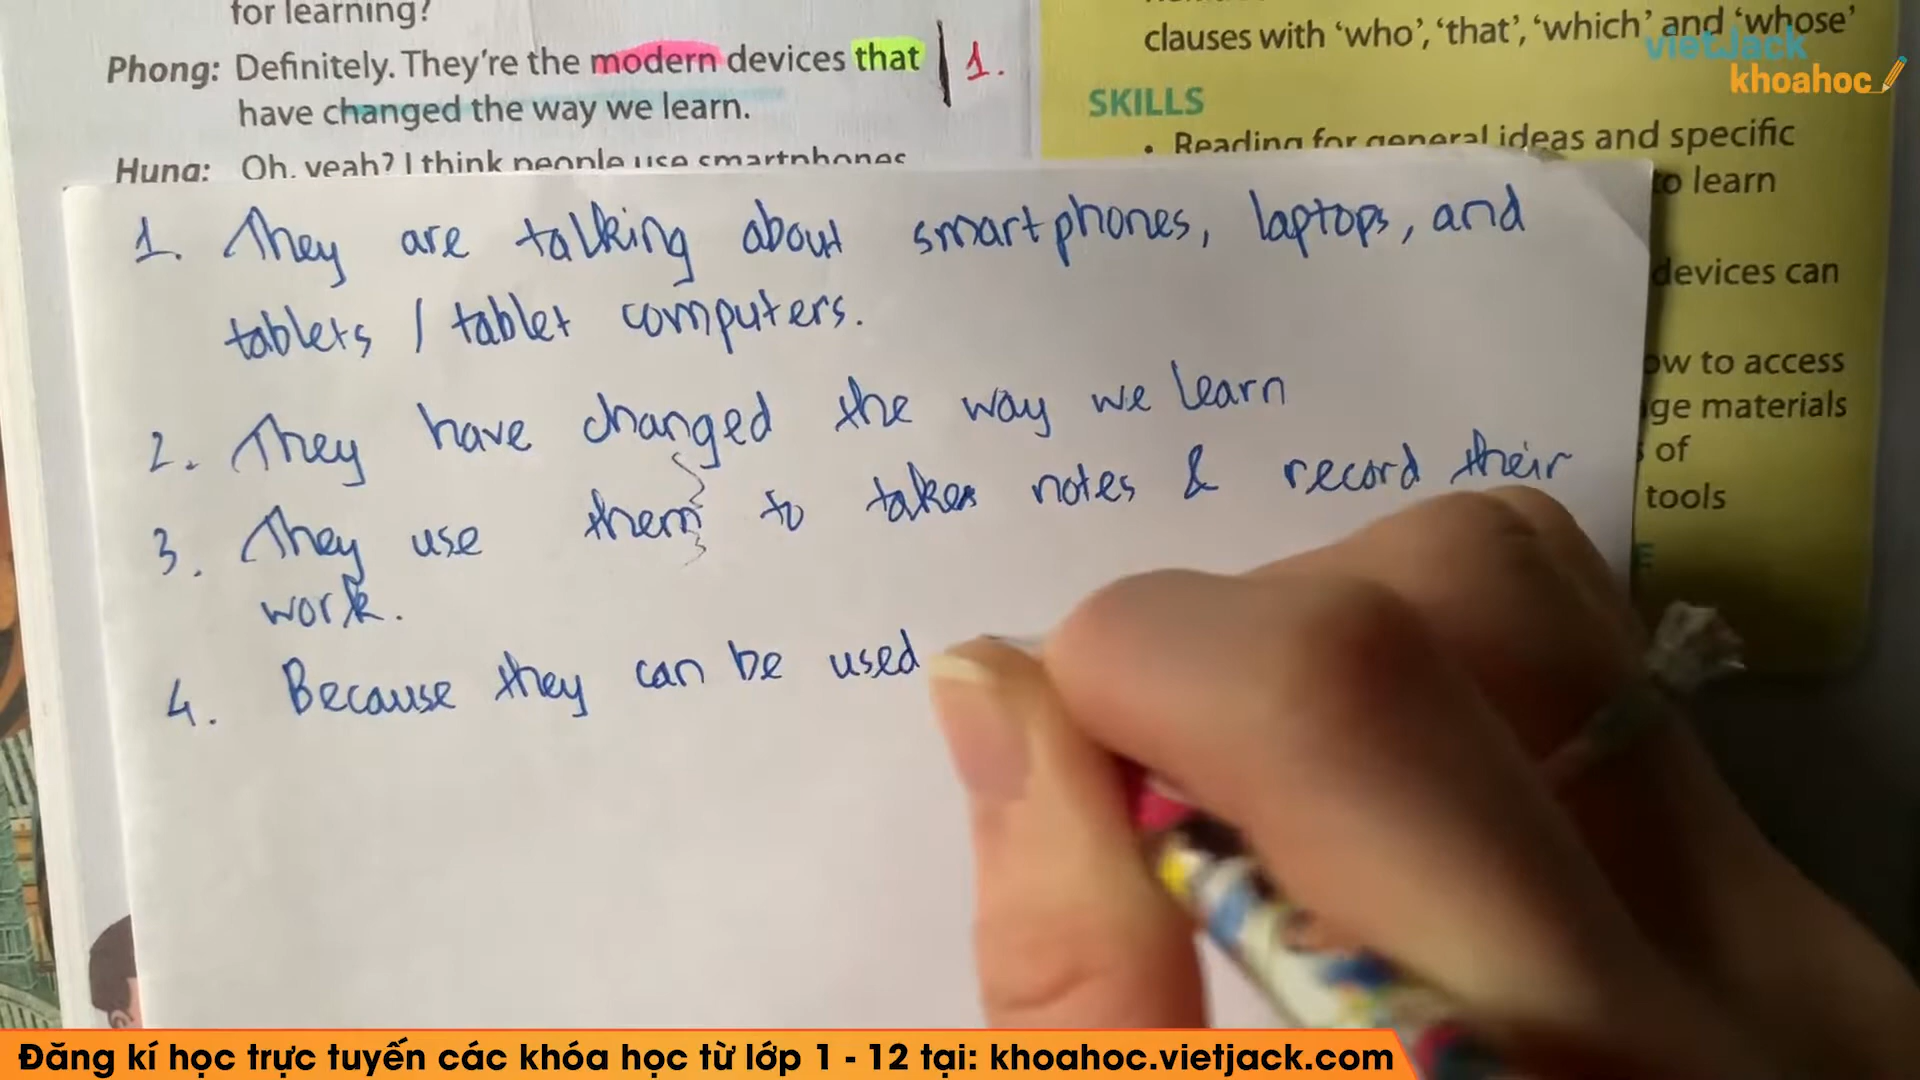 for learning?
Phong: Definitely. They're the modern devices that
have changed the way we learn.
1.
Hung: Oh, yeah? I think people use smartphones
clauses with 'who', 'that', 'which' and 'whose'
vietJack
khoahoc
SKILLS
• Reading for general ideas and specific
to learn
devices can
ow to access
ge materials
of
tools
1. They are talking about smartphones, laptops, and
tablets / tablet computers.
2. They have changed the way we learn
3. They use them to take notes & record their
work.
4. Because they can be used
Đăng kí học trực tuyến các khóa học từ lớp 1 - 12 tại: khoahoc.vietjack.com